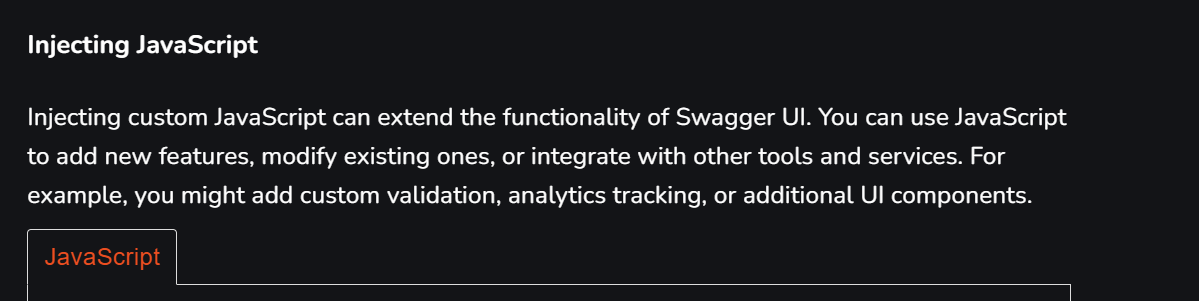 Injecting JavaScript
Injecting custom JavaScript can extend the functionality of Swagger UI. You can use JavaScript
to add new features, modify existing ones, or integrate with other tools and services. For
example, you might add custom validation, analytics tracking, or additional UI components.
JavaScript